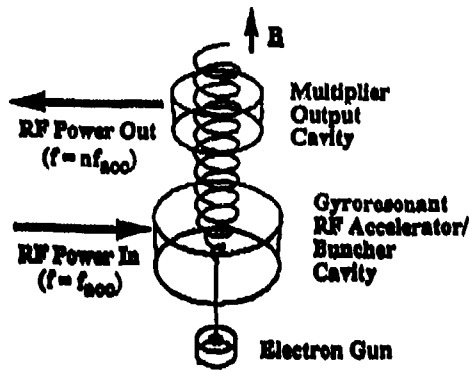 B
Multiplier
Output
Cavity
RF Power Out
(f = nf_acc)
Gyroresonant
RF Accelerator/
Buncher
Cavity
RF Power In
(f = f_acc)
Electron Gun